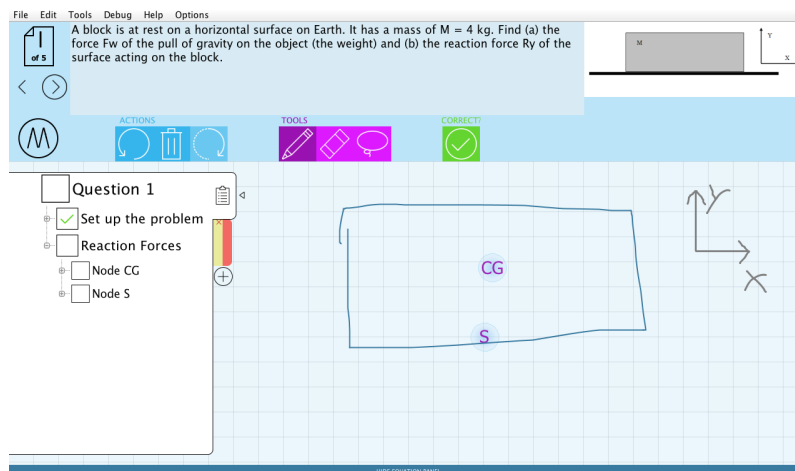 File Edit Tools Debug Help Options
1
of 5
A block is at rest on a horizontal surface on Earth. It has a mass of M = 4 kg. Find (a) the
force Fw of the pull of gravity on the object (the weight) and (b) the reaction force Ry of the
surface acting on the block.
M
Y
X
ACTIONS
TOOLS
CORRECT?
M
Question 1
Set up the problem
Reaction Forces
Node CG
Node S
CG
S
Y
X
HIDE EQUATION PANEL